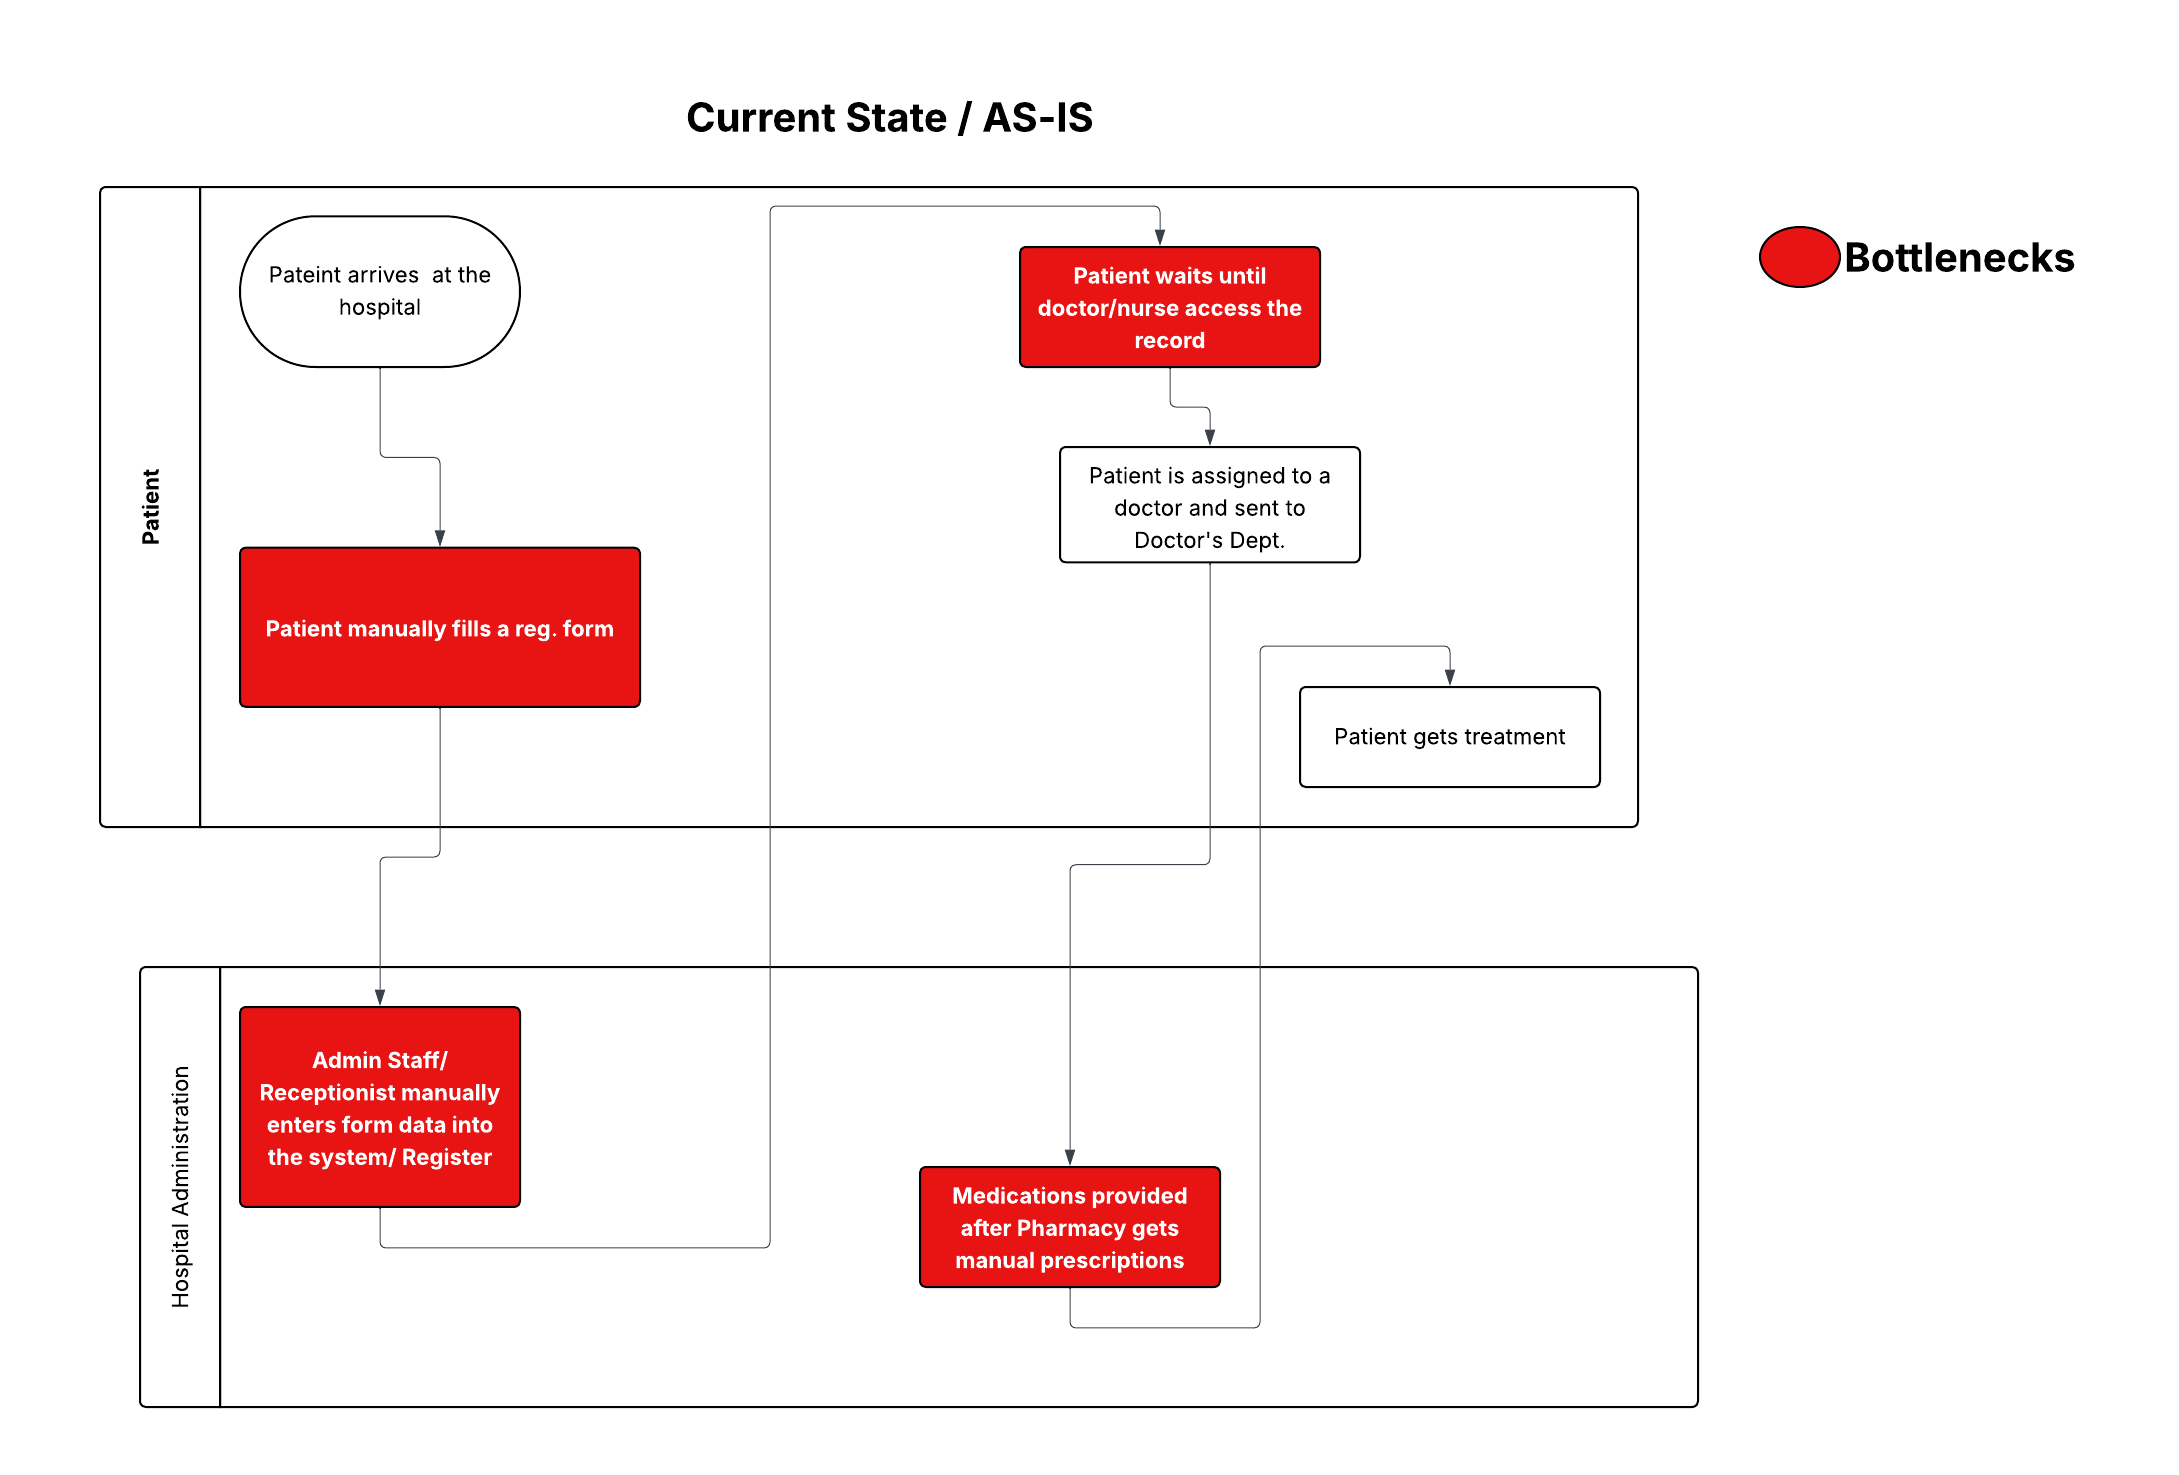 Current State / AS-IS
Bottlenecks
Patient
Pateint arrives  at the
hospital
Patient manually fills a reg. form
Patient waits until
doctor/nurse access the
record
Patient is assigned to a
doctor and sent to
Doctor's Dept.
Patient gets treatment
Hospital Administration
Admin Staff/
Receptionist manually
enters form data into
the system/ Register
Medications provided
after Pharmacy gets
manual prescriptions